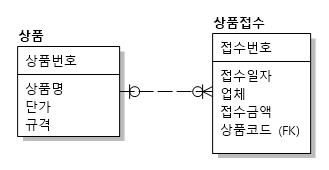 상품
상품번호
상품명
단가
규격
상품접수
접수번호
접수일자
업체
접수금액
상품코드 (FK)